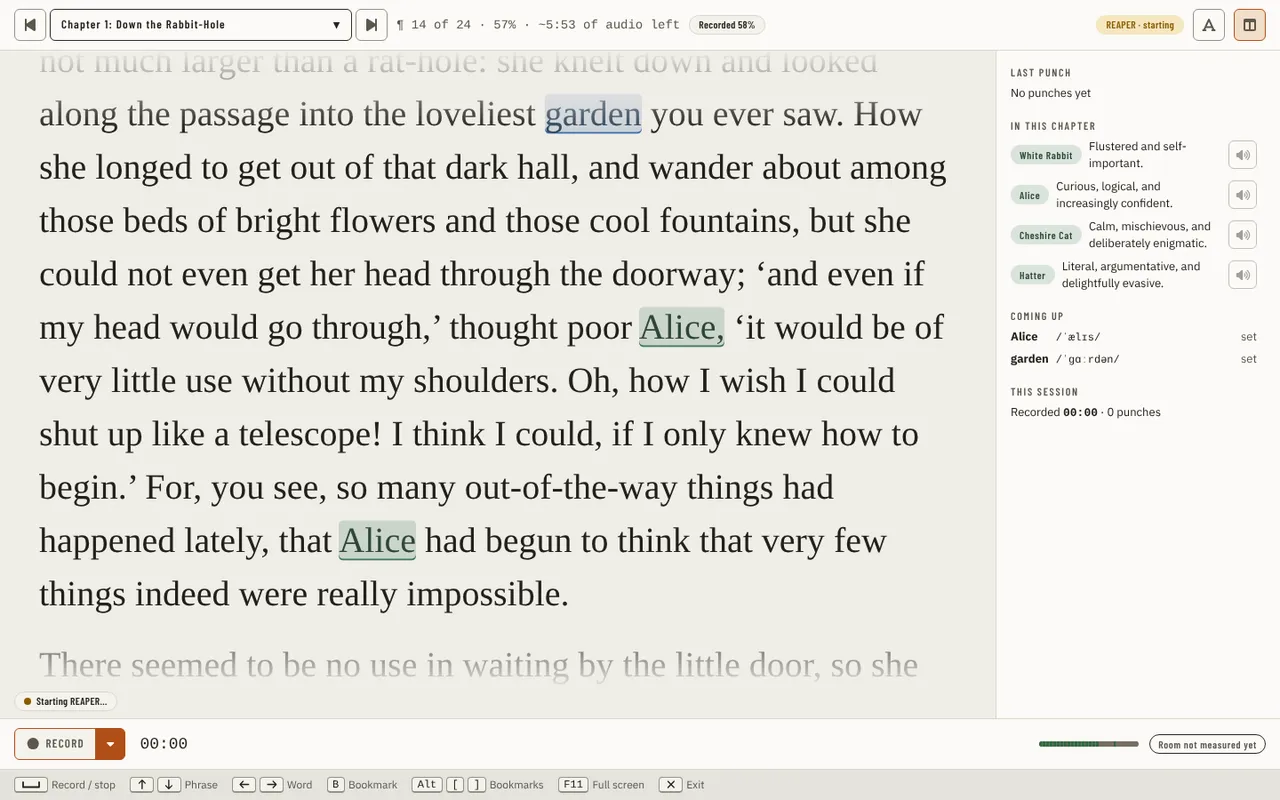 Chapter 1: Down the Rabbit-Hole ▼ ¶ 14 of 24 · 57% · ~5:53 of audio left Recorded 58% REAPER · starting A
not much larger than a rat-hole: she knelt down and looked
along the passage into the loveliest garden you ever saw. How
she longed to get out of that dark hall, and wander about among
those beds of bright flowers and those cool fountains, but she
could not even get her head through the doorway; ‘and even if
my head would go through,’ thought poor Alice, ‘it would be of
very little use without my shoulders. Oh, how I wish I could
shut up like a telescope! I think I could, if I only knew how to
begin.’ For, you see, so many out-of-the-way things had
happened lately, that Alice had begun to think that very few
things indeed were really impossible.
There seemed to be no use in waiting by the little door, so she
Starting REAPER...
LAST PUNCH
No punches yet
IN THIS CHAPTER
White Rabbit Flustered and self-
important.
Alice Curious, logical, and
increasingly confident.
Cheshire Cat Calm, mischievous, and
deliberately enigmatic.
Hatter Literal, argumentative, and
delightfully evasive.
COMING UP
Alice /ˈælɪs/ set
garden /ˈɡɑːrdən/ set
THIS SESSION
Recorded 00:00 · 0 punches
RECORD 00:00 Room not measured yet
Record / stop ↑ ↓ Phrase ← → Word B Bookmark Alt [ ] Bookmarks F11 Full screen ✕ Exit